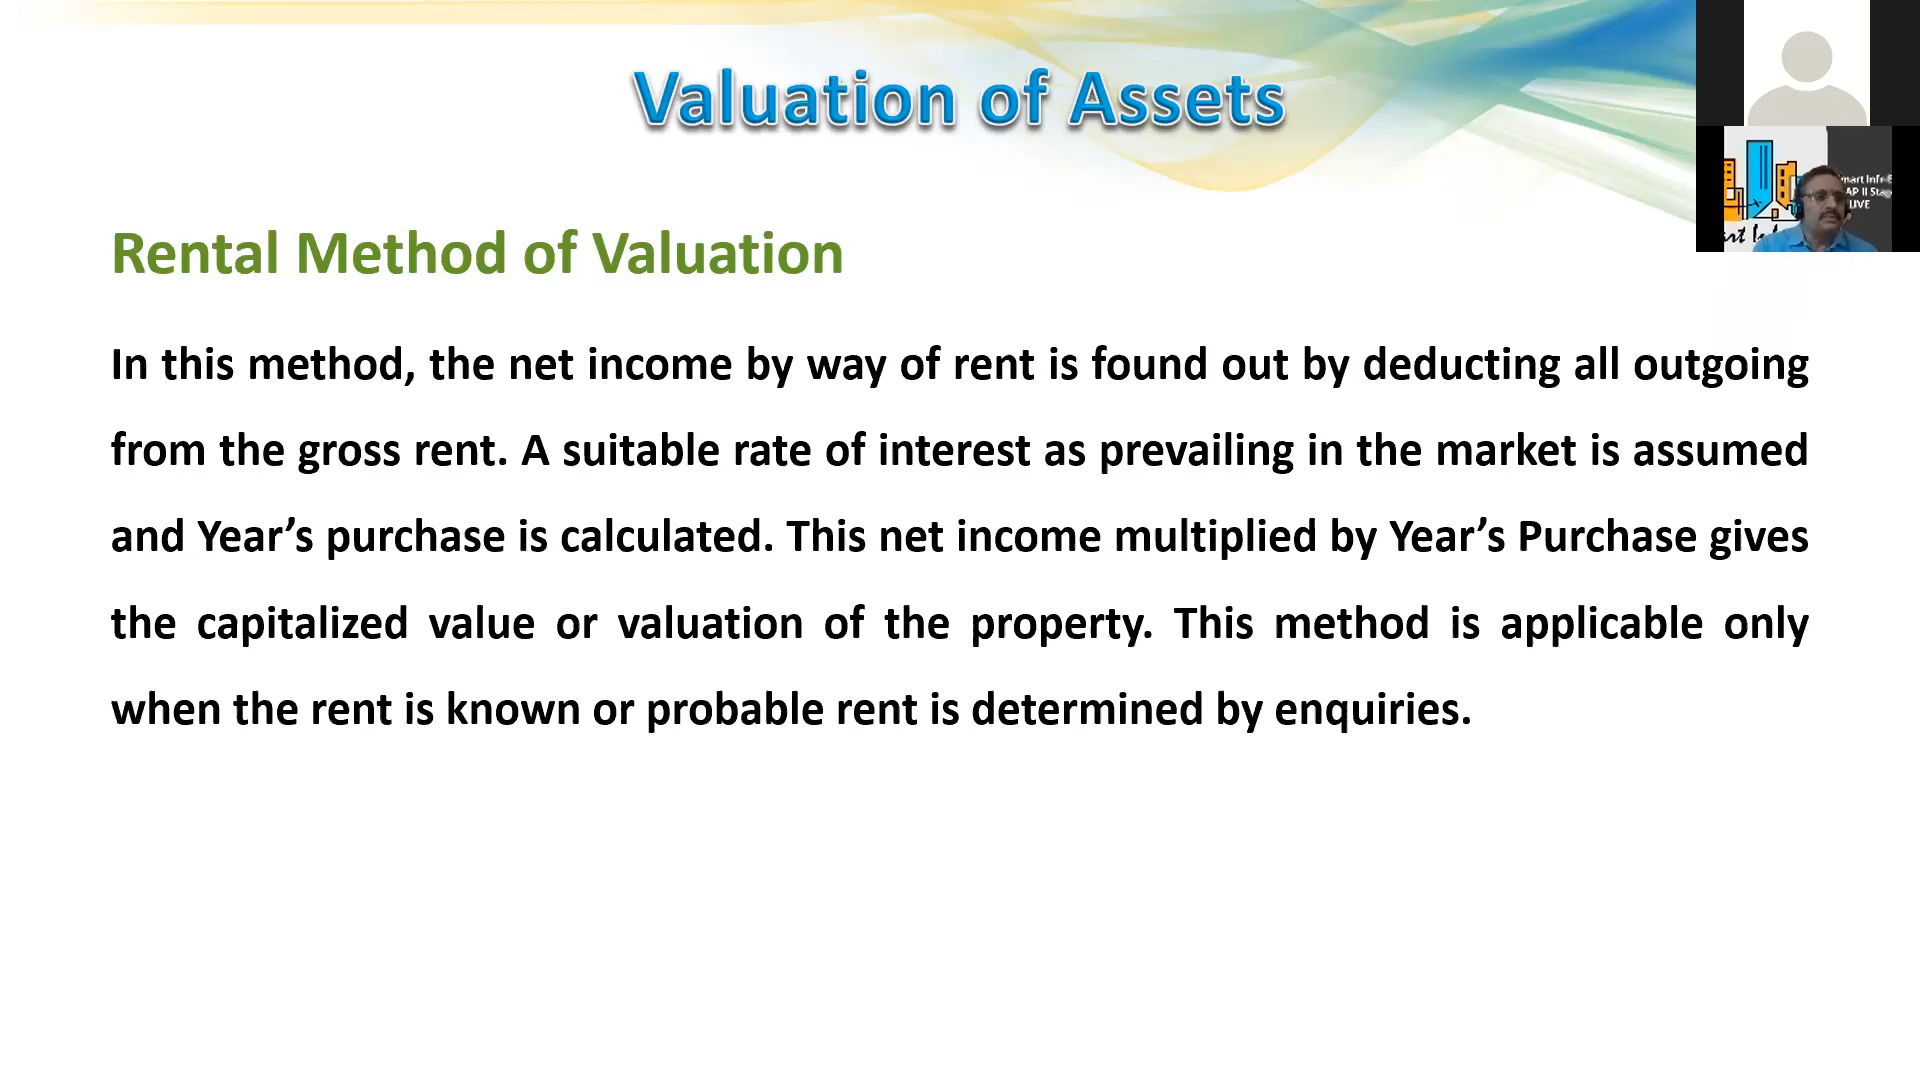 Valuation of Assets
Rental Method of Valuation
In this method, the net income by way of rent is found out by deducting all outgoing
from the gross rent. A suitable rate of interest as prevailing in the market is assumed
and Year’s purchase is calculated. This net income multiplied by Year’s Purchase gives
the capitalized value or valuation of the property. This method is applicable only
when the rent is known or probable rent is determined by enquiries.
LIVE